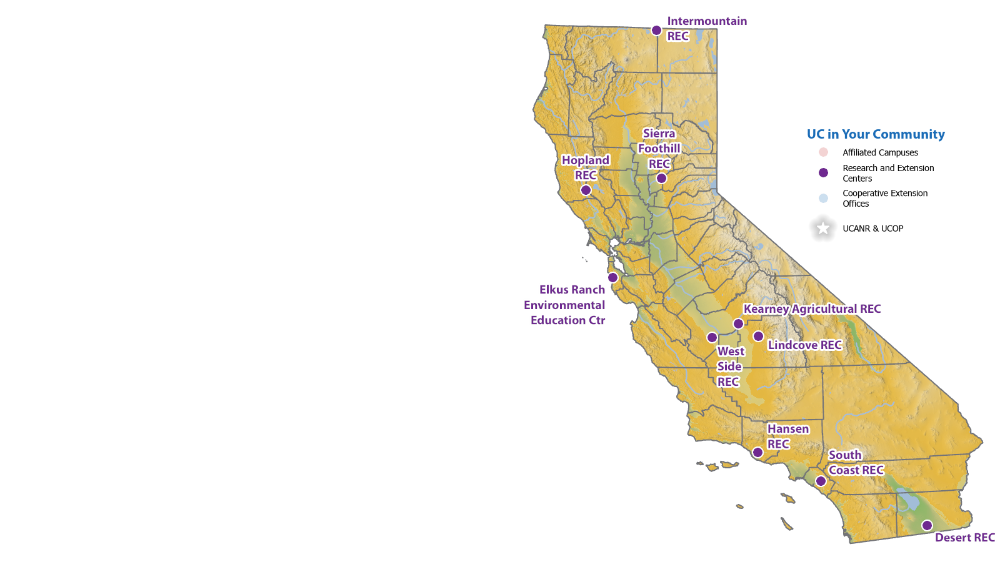 Intermountain
REC
Sierra
Foothill
REC
Hopland
REC
UC in Your Community
Affiliated Campuses
Research and Extension
Centers
Cooperative Extension
Offices
UCANR & UCOP
Elkus Ranch
Environmental
Education Ctr
Kearney Agricultural REC
Lindcove REC
West
Side
REC
Hansen
REC
South
Coast REC
Desert REC